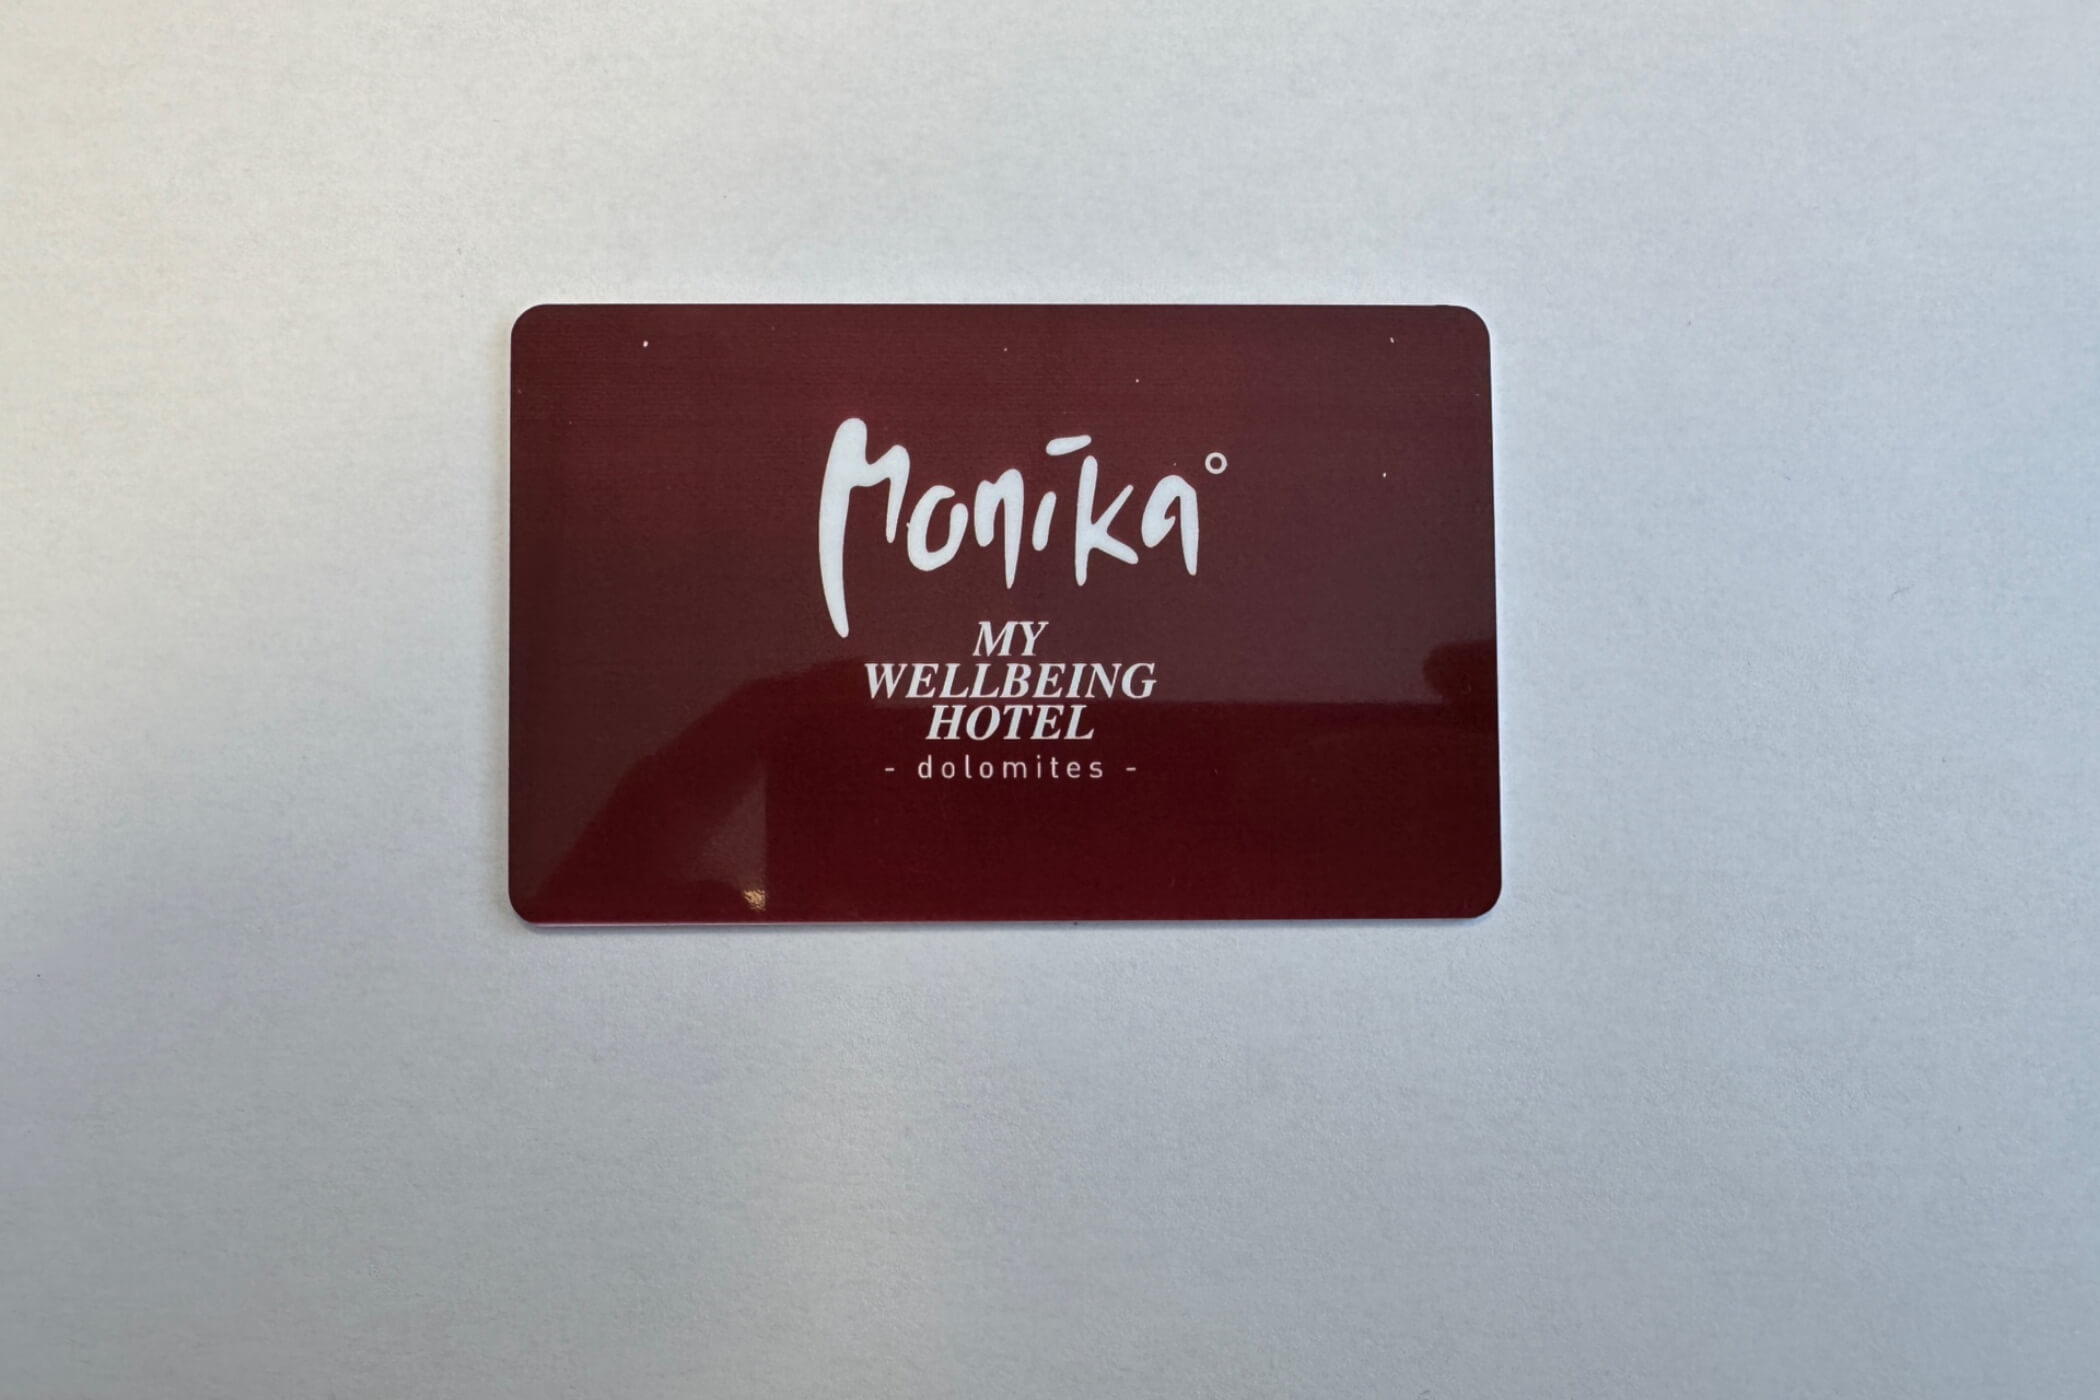 Monika°
MY
WELLBEING
HOTEL
- dolomites -